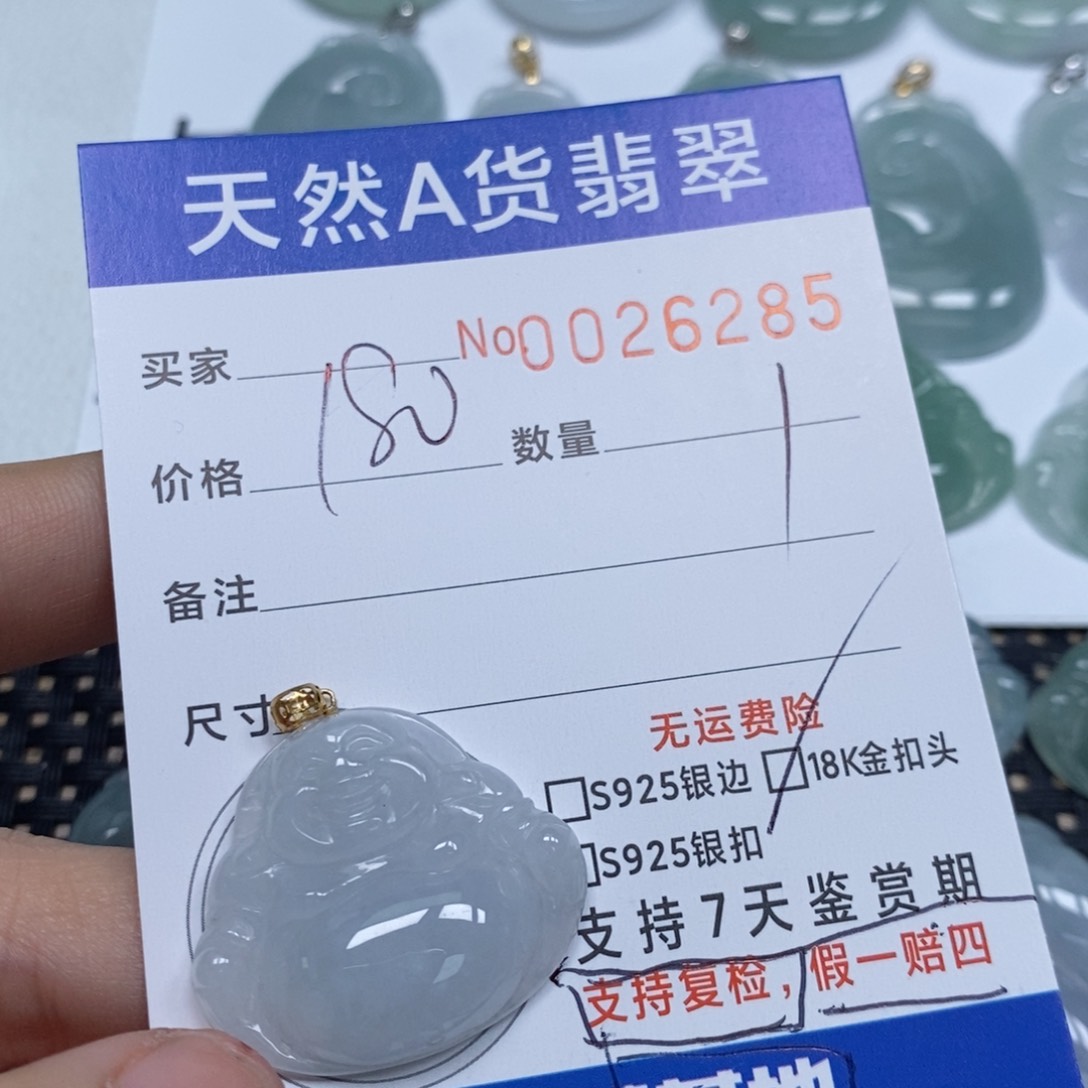 天然A货翡翠
买家 No0026285
价格 180 数量 1
备注
尺寸
无运费险
S925银边 18K金扣头
S925银扣
支持7天鉴赏期
支持复检，假一赔四